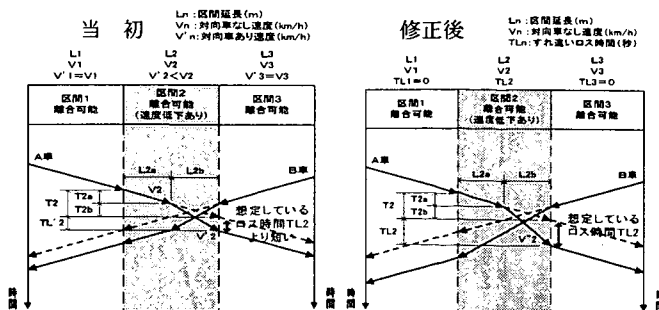 当 初
Ln：区間延長(m)
Vn：対向車なし速度(km/h)
V'n：対向車あり速度(km/h)
L1
V1
V'1=V1
L2
V2
V'2<V2
L3
V3
V'3=V3
区間1
離合可能
区間2
離合可能
(速度低下あり)
区間3
離合可能
A車
B車
L2a
L2b
V2
T2
T2a
T2b
TL'2
V'2
想定している
ロス時間TL2
より短い
時間
時間
修正後
Ln：区間延長(m)
Vn：対向車なし速度(km/h)
TLn：すれ違いロス時間(秒)
L1
V1
TL1=0
L2
V2
TL2
L3
V3
TL3=0
区間1
離合可能
区間2
離合可能
(速度低下あり)
区間3
離合可能
A車
B車
L2a
L2b
T2
T2a
T2b
TL2
V"2
想定している
ロス時間TL2
時間
時間